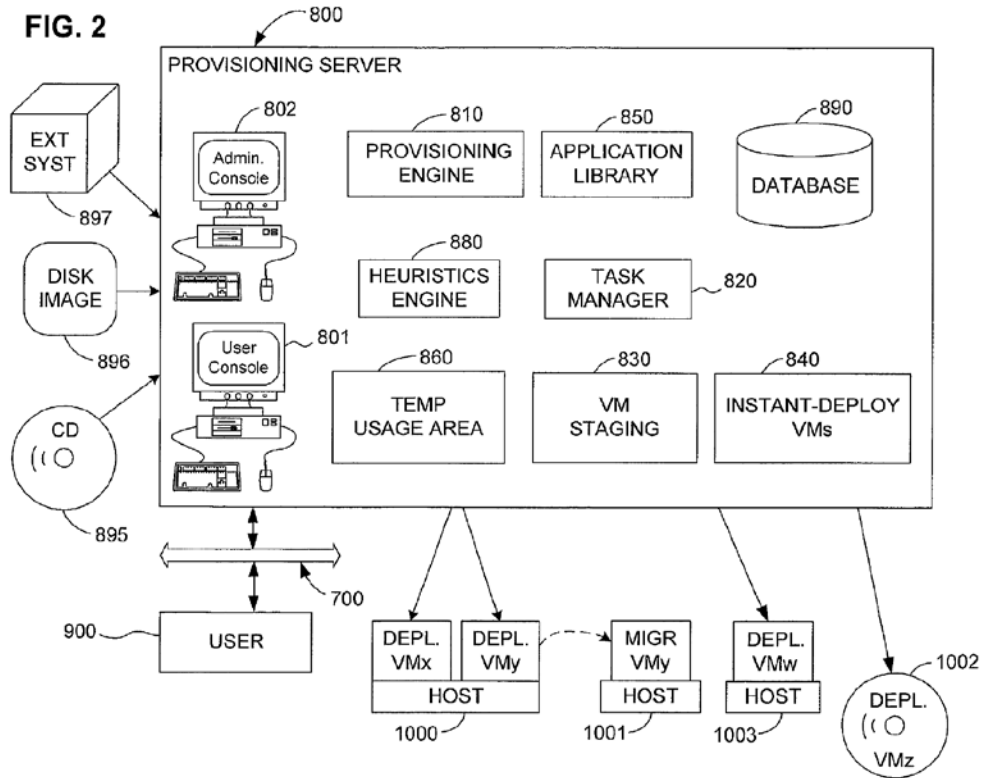 FIG. 2
800
PROVISIONING SERVER
EXT
SYST
897
DISK
IMAGE
896
CD
895
802
Admin.
Console
User
Console
801
810
PROVISIONING
ENGINE
850
APPLICATION
LIBRARY
890
DATABASE
880
HEURISTICS
ENGINE
TASK
MANAGER
820
860
TEMP
USAGE AREA
830
VM
STAGING
840
INSTANT-DEPLOY
VMs
700
900
USER
DEPL.
VMx
DEPL.
VMy
HOST
1000
MIGR
VMy
HOST
1001
DEPL.
VMw
HOST
1003
1002
DEPL.
VMz